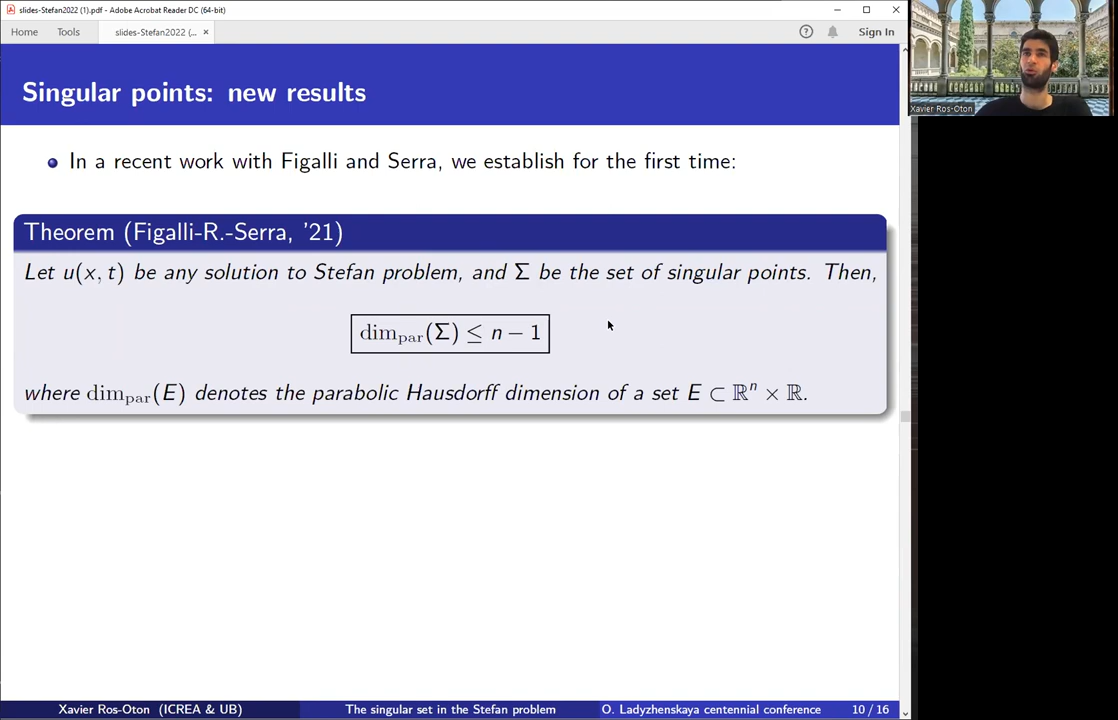 slides-Stefan2022 (1).pdf - Adobe Acrobat Reader DC (64-bit)
Home Tools slides-Stefan2022 (... × Sign In
Singular points: new results
Xavier Ros-Oton
In a recent work with Figalli and Serra, we establish for the first time:
Theorem (Figalli-R.-Serra, '21)
Let u(x, t) be any solution to Stefan problem, and Σ be the set of singular points. Then,
dim_par(Σ) ≤ n − 1
where dim_par(E) denotes the parabolic Hausdorff dimension of a set E ⊂ ℝⁿ × ℝ.
Xavier Ros-Oton (ICREA & UB) The singular set in the Stefan problem O. Ladyzhenskaya centennial conference 10 / 16